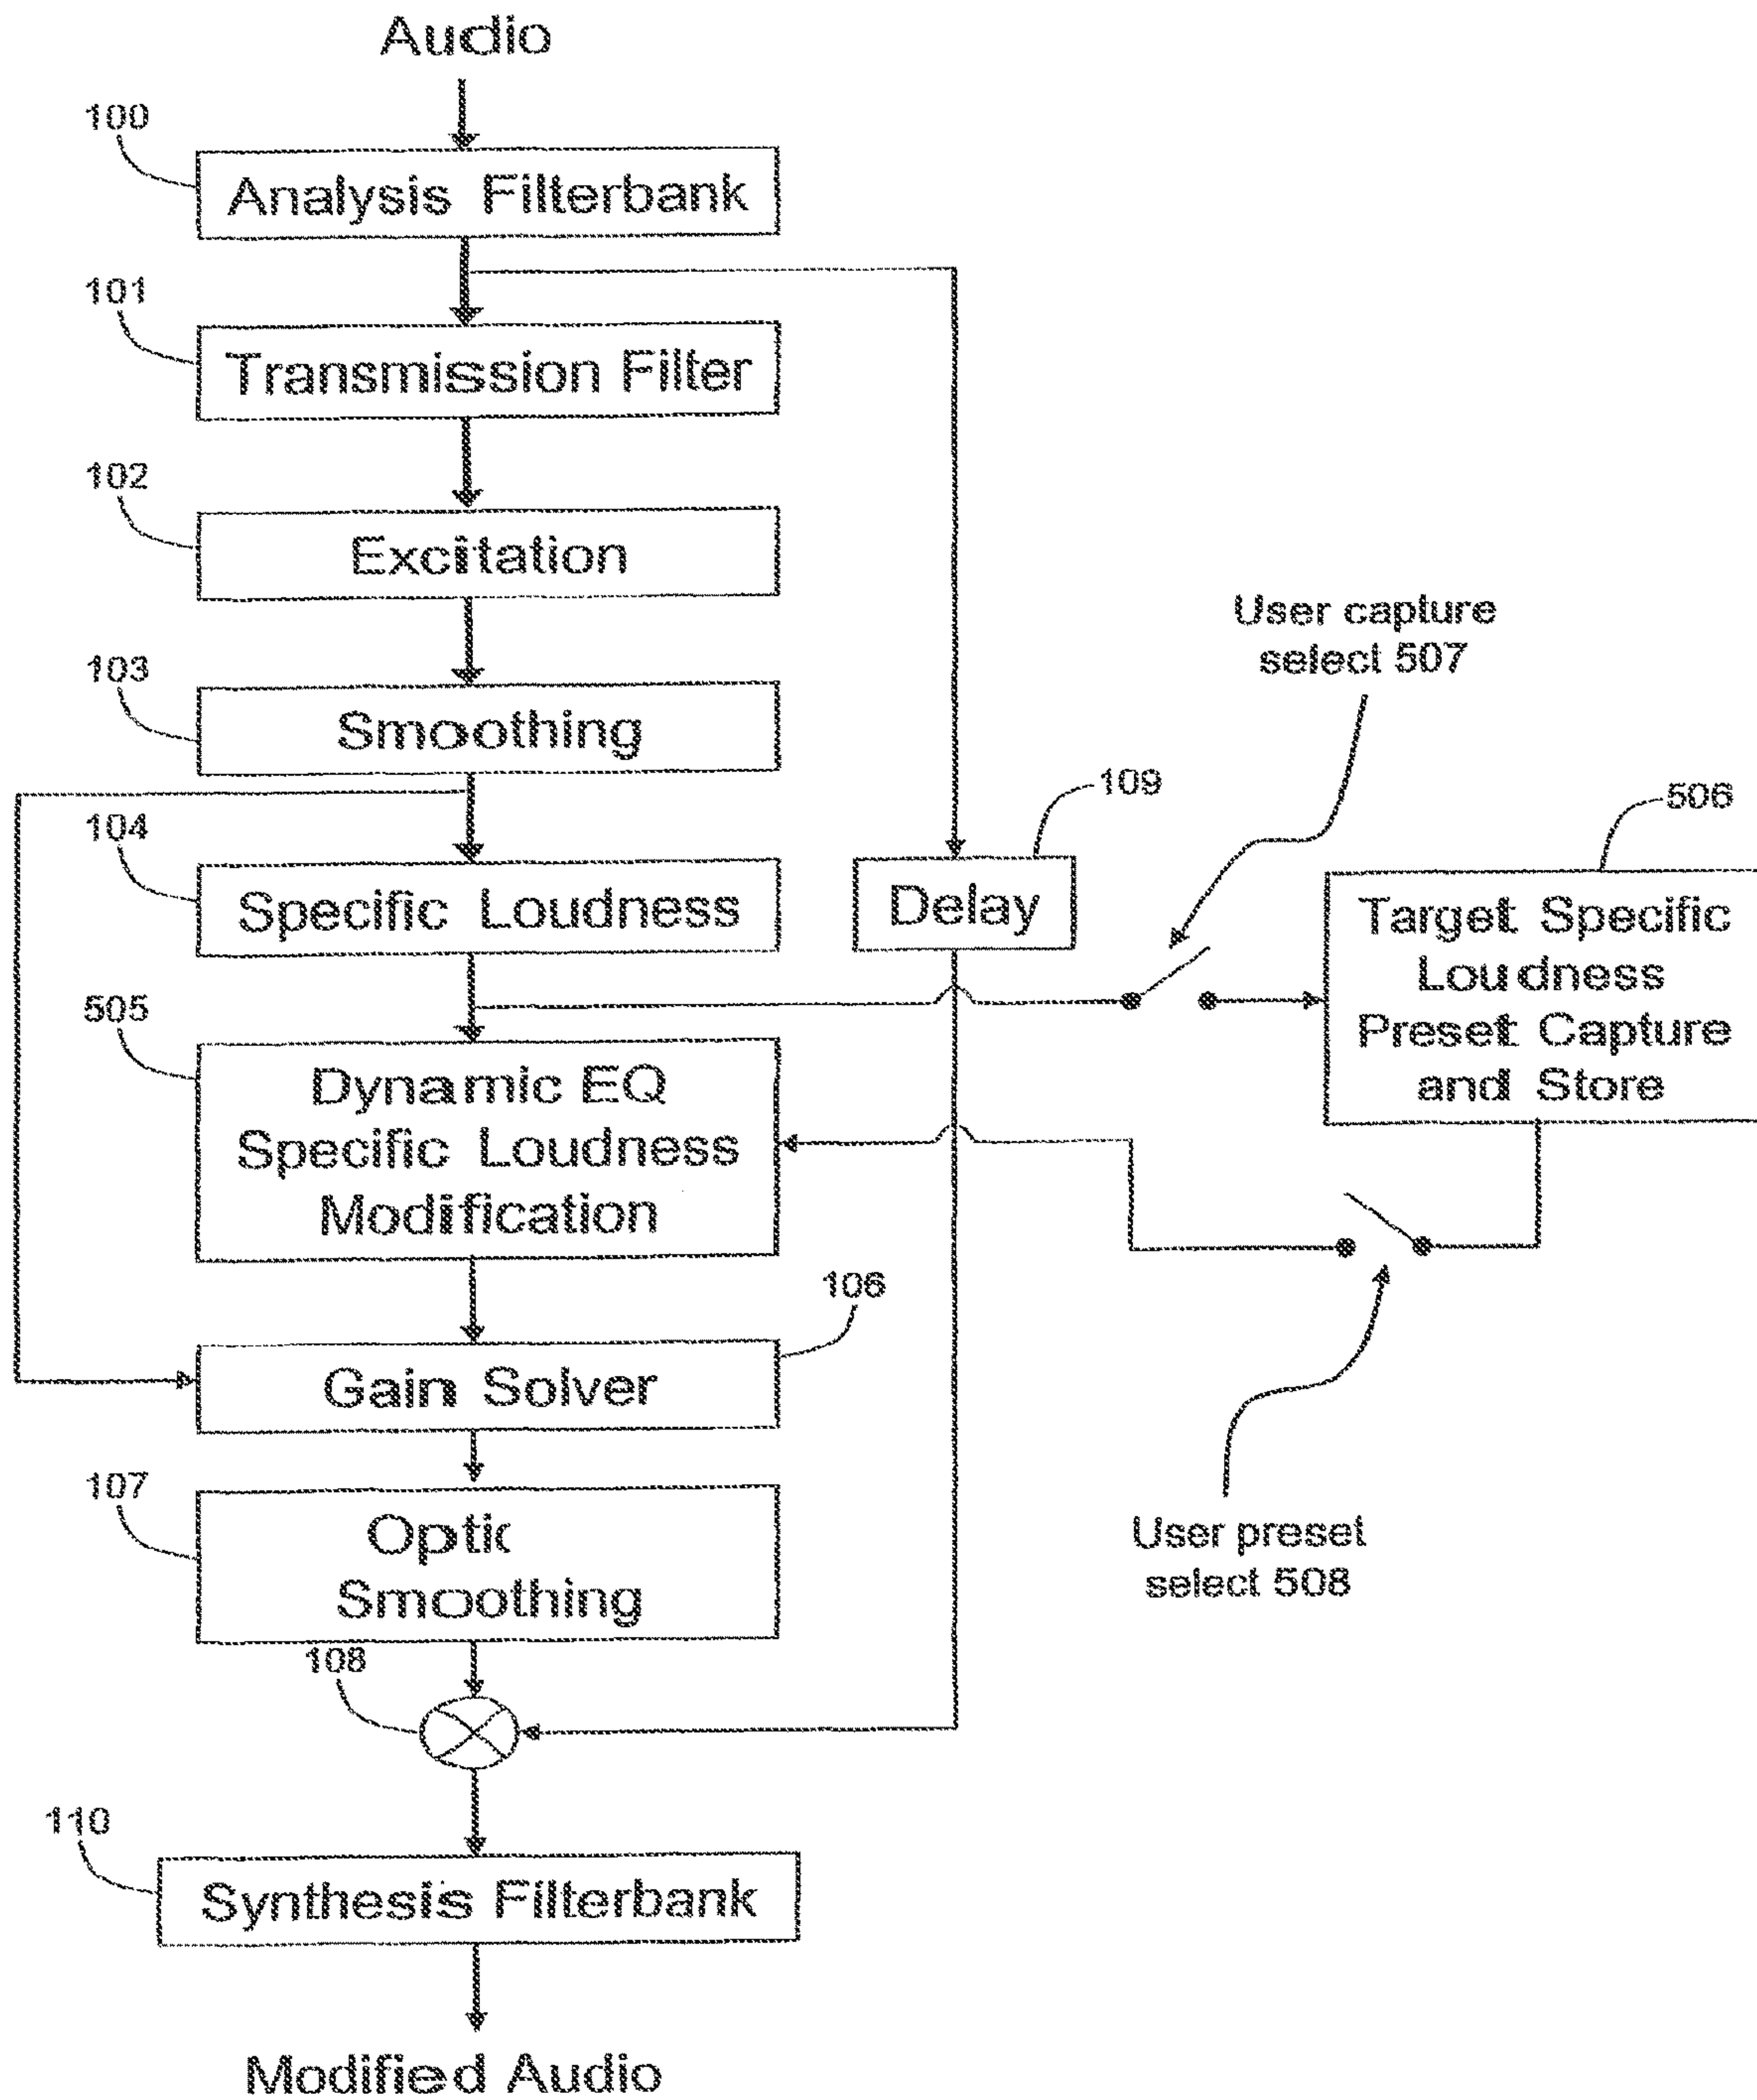 Audio
100
Analysis Filterbank
101
Transmission Filter
102
Excitation
103
Smoothing
104
Specific Loudness
109
Delay
User capture
select 507
506
Target Specific
Loudness
Preset Capture
and Store
505
Dynamic EQ
Specific Loudness
Modification
106
Gain Solver
107
Optic
Smoothing
User preset
select 508
108
110
Synthesis Filterbank
Modified Audio